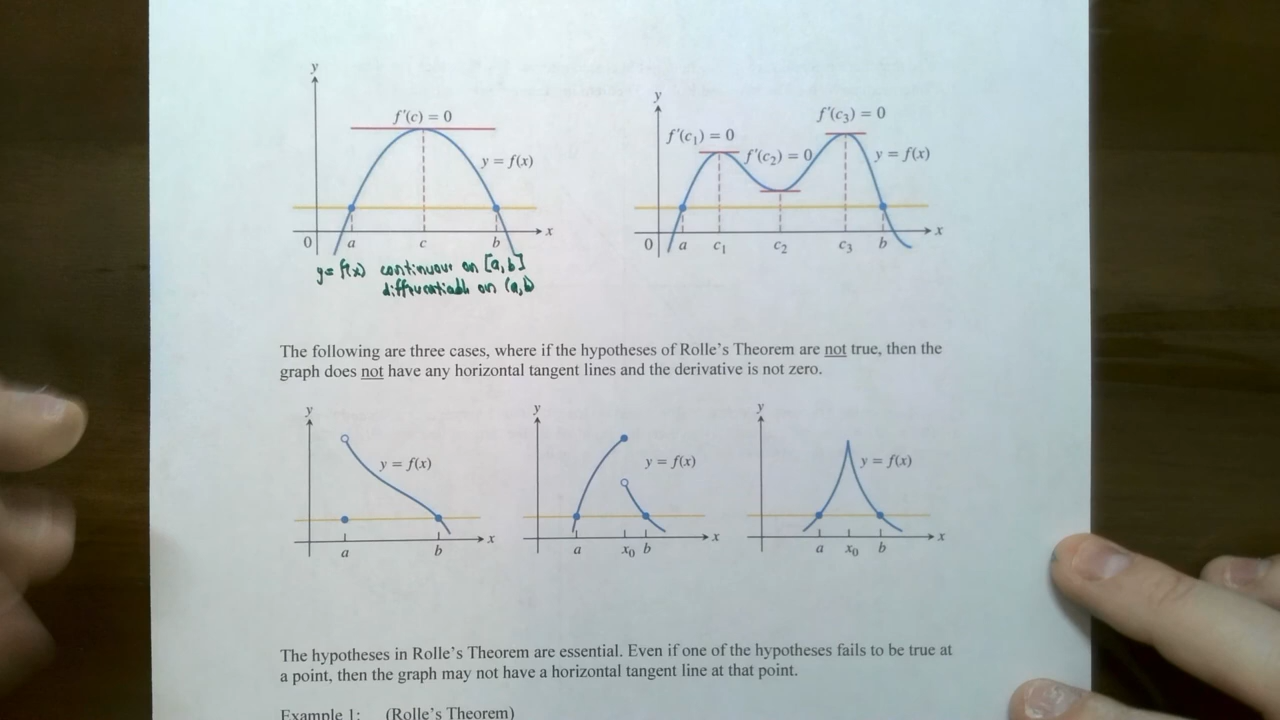 y
f'(c) = 0
y = f(x)
0 a c b x
y= f(x) continuous on [a,b]
differentiable on (a,b)
y
f'(c₁) = 0
f'(c₂) = 0
f'(c₃) = 0
y = f(x)
0 a c₁ c₂ c₃ b x
The following are three cases, where if the hypotheses of Rolle's Theorem are not true, then the
graph does not have any horizontal tangent lines and the derivative is not zero.
y
y = f(x)
a b x
y
y = f(x)
a x₀ b x
y
y = f(x)
a x₀ b x
The hypotheses in Rolle's Theorem are essential. Even if one of the hypotheses fails to be true at
a point, then the graph may not have a horizontal tangent line at that point.
Example 1: (Rolle's Theorem)